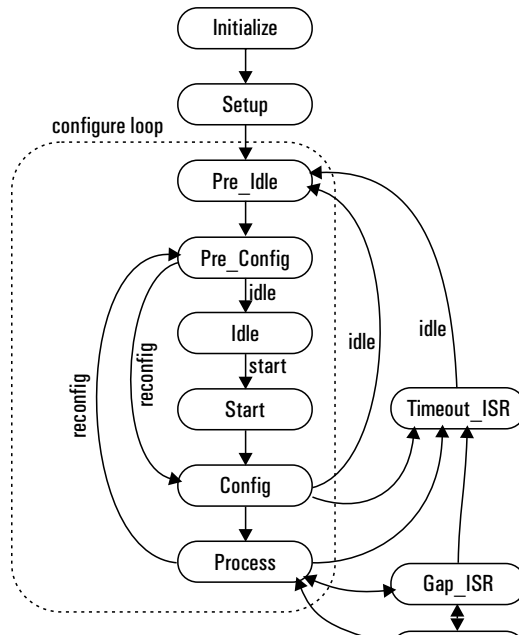 Initialize
Setup
configure loop
Pre_Idle
Pre_Config
idle
Idle
start
Start
Config
Process
reconfig
reconfig
idle
idle
Timeout_ISR
Gap_ISR